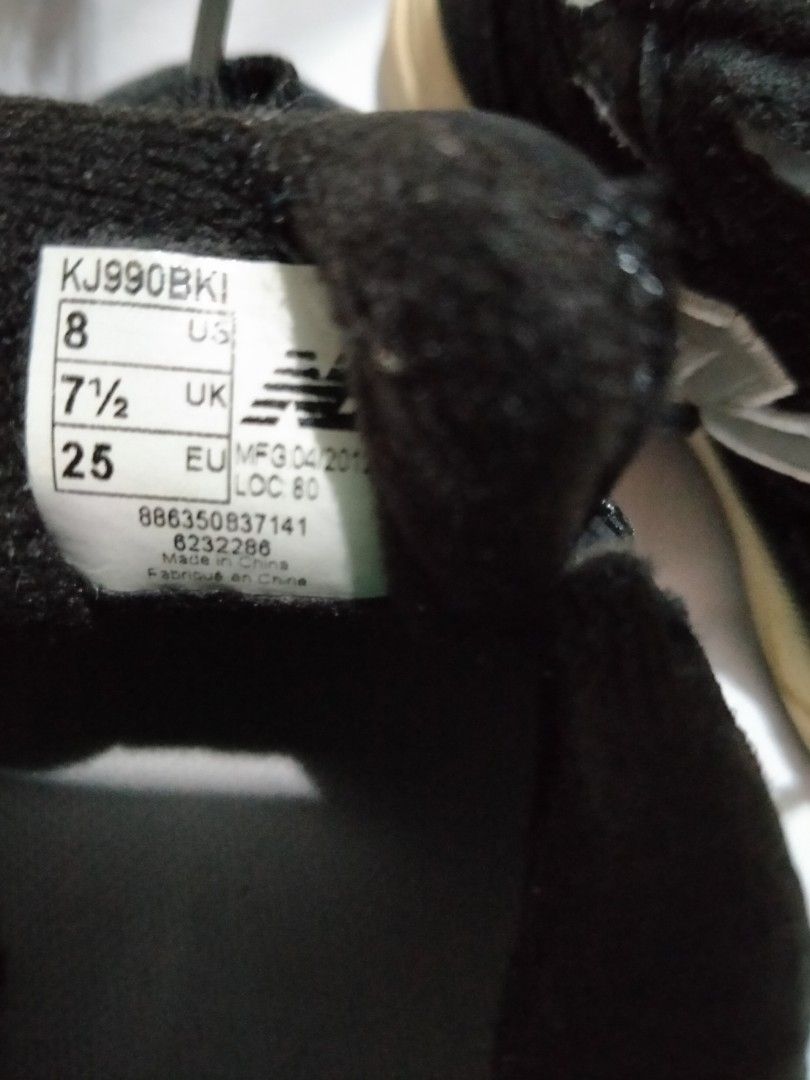 KJ990BKI
8 US
7½ UK
25 EU
MFG 04/2012
LOC 80
886350837141
6232286
Made in China
Fabriqué en Chine